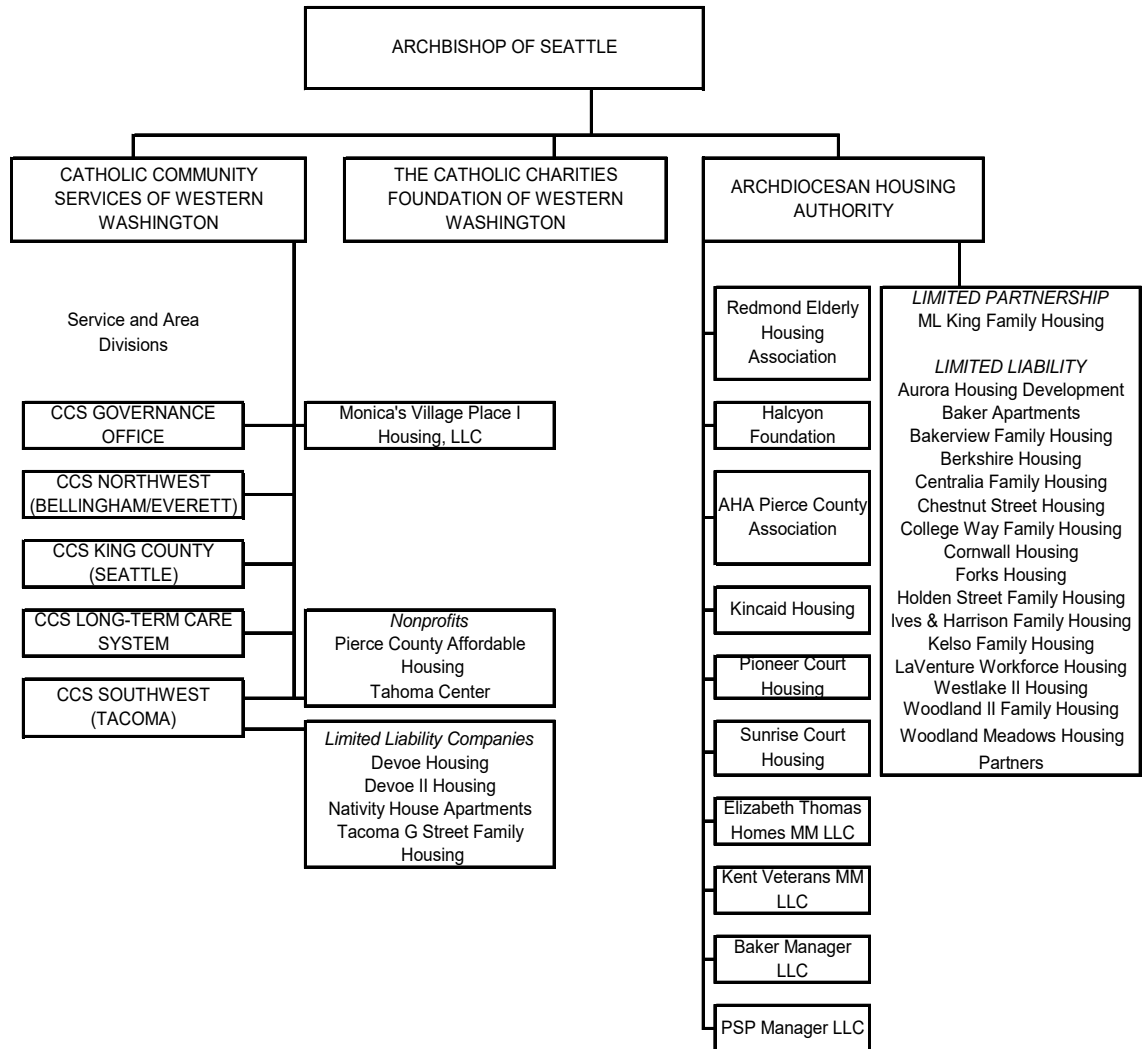 ARCHBISHOP OF SEATTLE
CATHOLIC COMMUNITY
SERVICES OF WESTERN
WASHINGTON
THE CATHOLIC CHARITIES
FOUNDATION OF WESTERN
WASHINGTON
ARCHDIOCESAN HOUSING
AUTHORITY
Service and Area
Divisions
CCS GOVERNANCE
OFFICE
CCS NORTHWEST
(BELLINGHAM/EVERETT)
CCS KING COUNTY
(SEATTLE)
CCS LONG-TERM CARE
SYSTEM
CCS SOUTHWEST
(TACOMA)
Monica's Village Place I
Housing, LLC
Nonprofits
Pierce County Affordable
Housing
Tahoma Center
Limited Liability Companies
Devoe Housing
Devoe II Housing
Nativity House Apartments
Tacoma G Street Family
Housing
Redmond Elderly
Housing
Association
Halcyon
Foundation
AHA Pierce County
Association
Kincaid Housing
Pioneer Court
Housing
Sunrise Court
Housing
Elizabeth Thomas
Homes MM LLC
Kent Veterans MM
LLC
Baker Manager
LLC
PSP Manager LLC
LIMITED PARTNERSHIP
ML King Family Housing
LIMITED LIABILITY
Aurora Housing Development
Baker Apartments
Bakerview Family Housing
Berkshire Housing
Centralia Family Housing
Chestnut Street Housing
College Way Family Housing
Cornwall Housing
Forks Housing
Holden Street Family Housing
Ives & Harrison Family Housing
Kelso Family Housing
LaVenture Workforce Housing
Westlake II Housing
Woodland II Family Housing
Woodland Meadows Housing
Partners